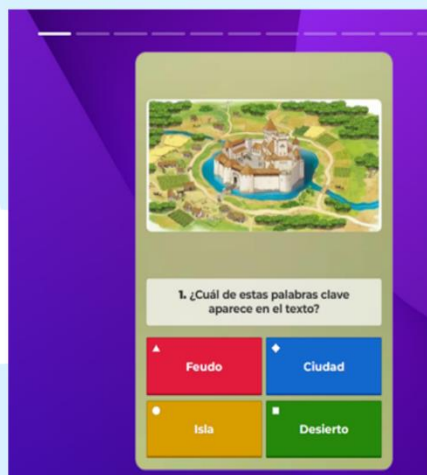 1. ¿Cuál de estas palabras clave
aparece en el texto?
Feudo
Ciudad
Isla
Desierto